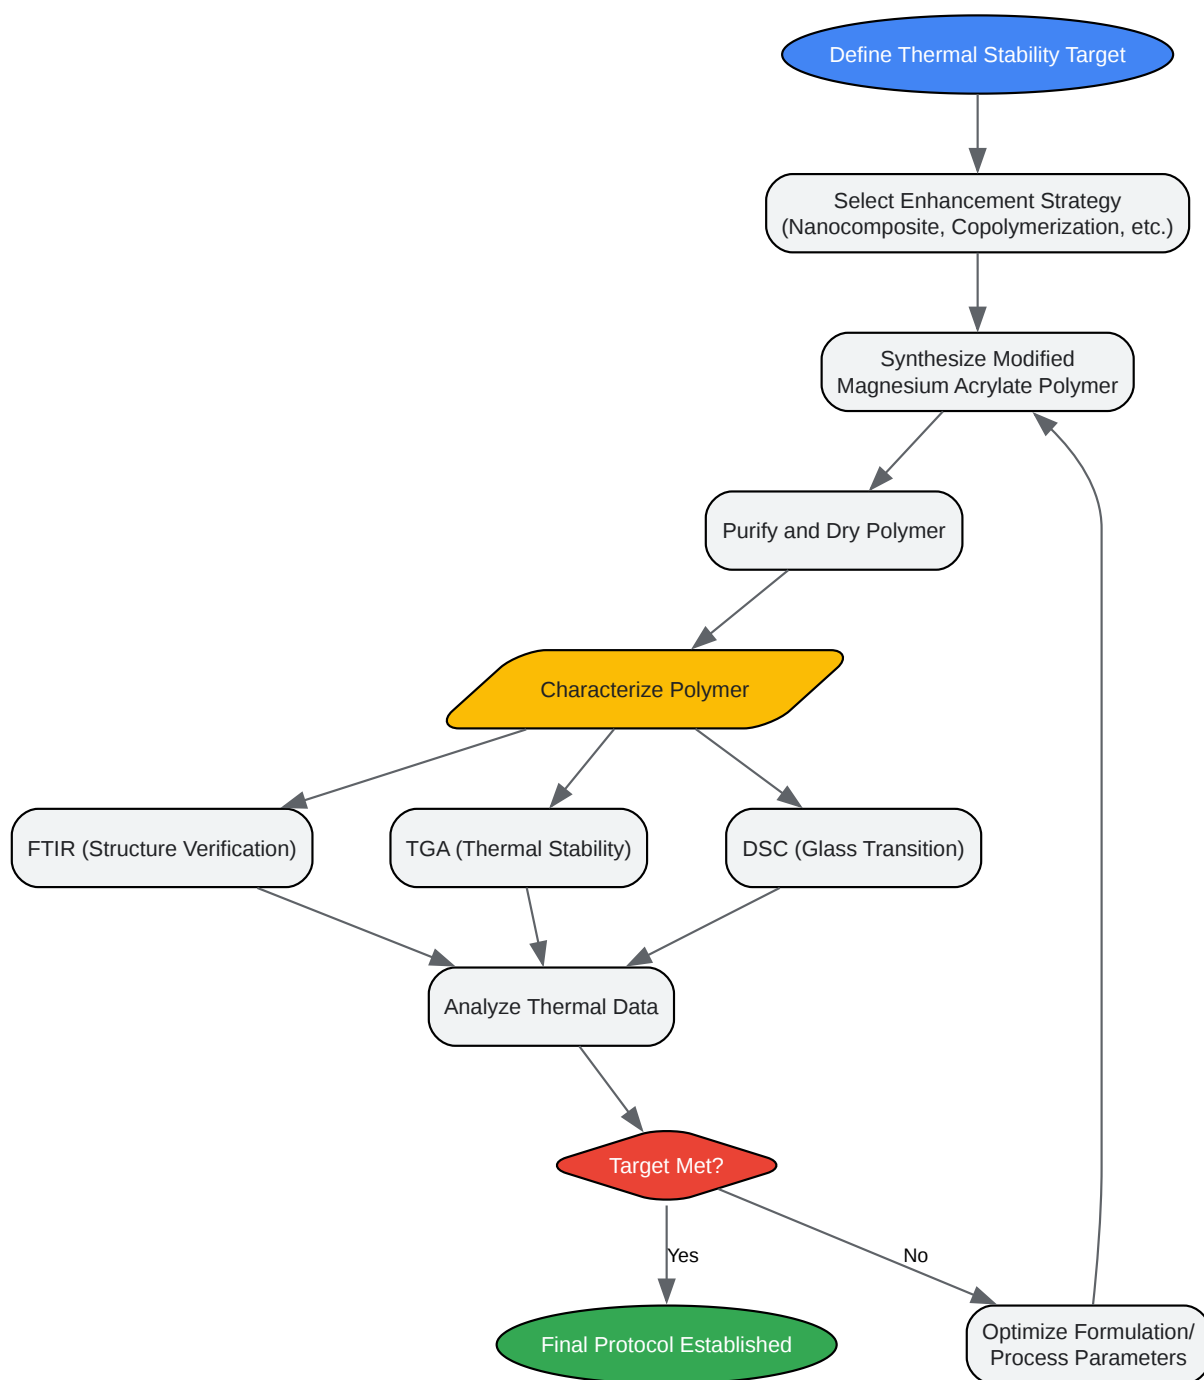 Define Thermal Stability Target
Select Enhancement Strategy
(Nanocomposite, Copolymerization, etc.)
Synthesize Modified
Magnesium Acrylate Polymer
Purify and Dry Polymer
Characterize Polymer
FTIR (Structure Verification)
TGA (Thermal Stability)
DSC (Glass Transition)
Analyze Thermal Data
Target Met?
Yes
No
Final Protocol Established
Optimize Formulation/
Process Parameters